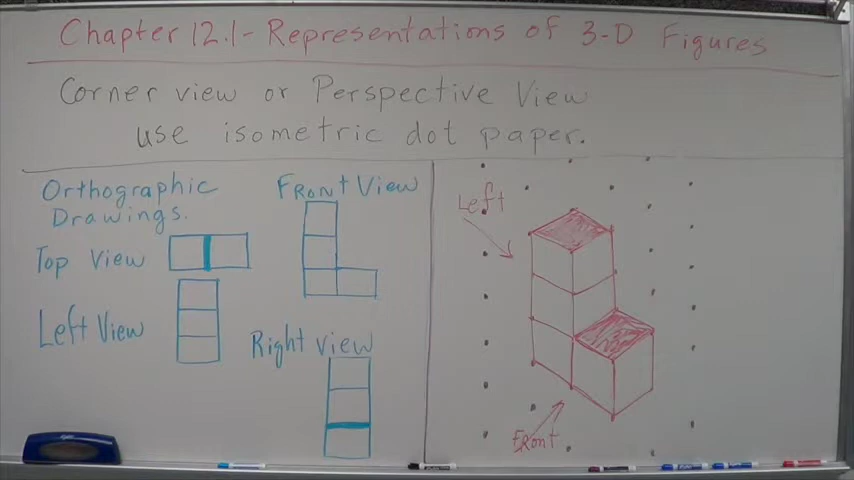 Chapter 12.1 - Representations of 3-D Figures
Corner view or Perspective View
use isometric dot paper.
Orthographic
Drawings.
Top View
Left View
Front View
Right view
Left
Front